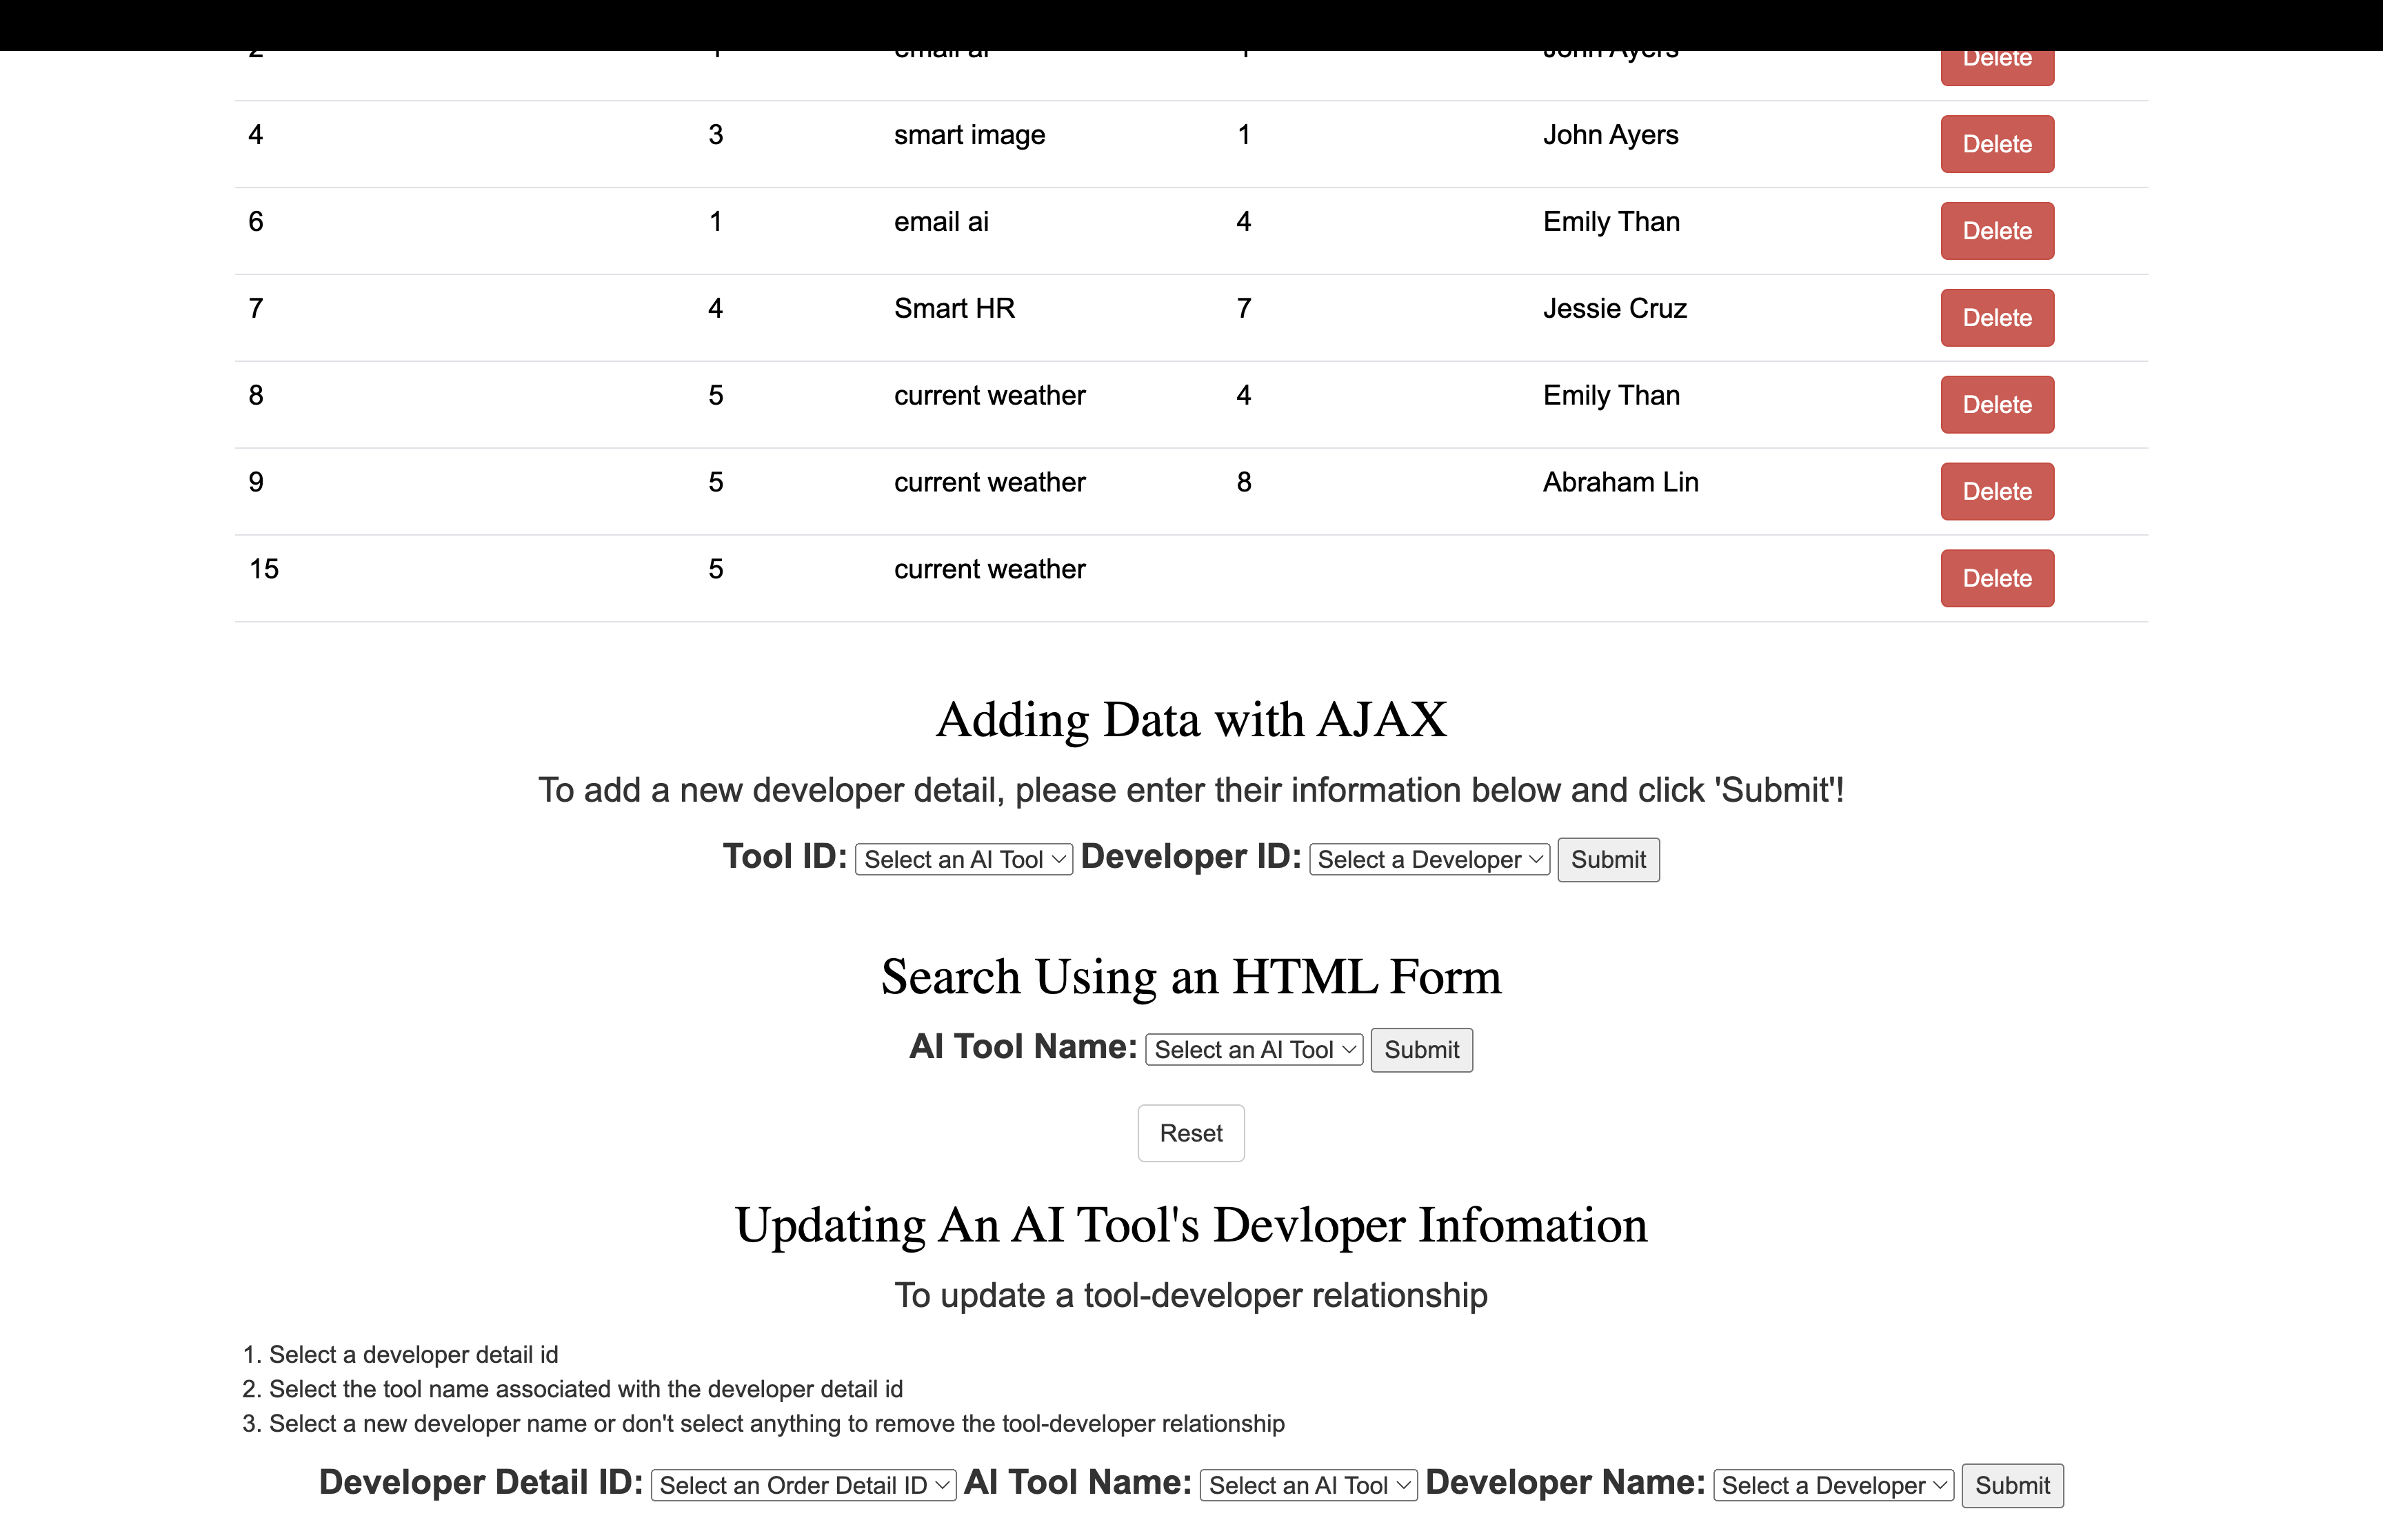 2 1 email ai 1 John Ayers Delete
4 3 smart image 1 John Ayers Delete
6 1 email ai 4 Emily Than Delete
7 4 Smart HR 7 Jessie Cruz Delete
8 5 current weather 4 Emily Than Delete
9 5 current weather 8 Abraham Lin Delete
15 5 current weather Delete
Adding Data with AJAX
To add a new developer detail, please enter their information below and click 'Submit'!
Tool ID: Select an AI Tool Developer ID: Select a Developer Submit
Search Using an HTML Form
AI Tool Name: Select an AI Tool Submit
Reset
Updating An AI Tool's Devloper Infomation
To update a tool-developer relationship
1. Select a developer detail id
2. Select the tool name associated with the developer detail id
3. Select a new developer name or don't select anything to remove the tool-developer relationship
Developer Detail ID: Select an Order Detail ID AI Tool Name: Select an AI Tool Developer Name: Select a Developer Submit